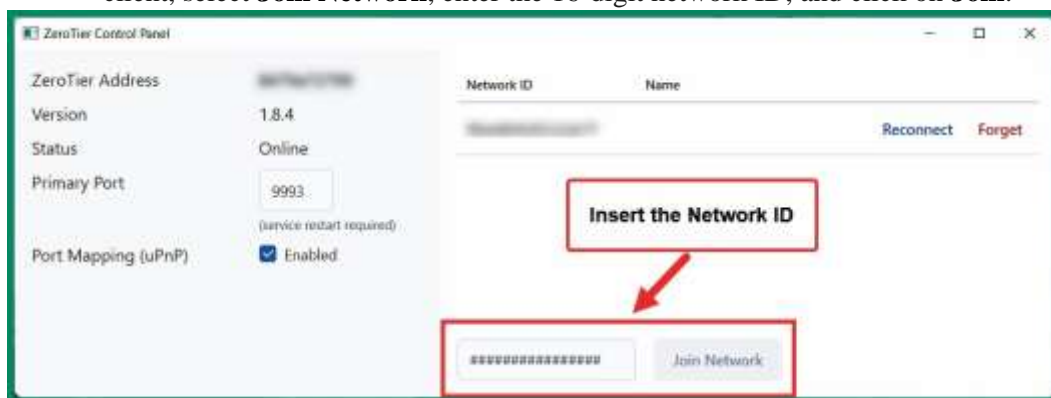 client, select Join Network, enter the 16-digit network ID, and click on Join.
ZeroTier Control Panel
ZeroTier Address
Version 1.8.4
Status Online
Primary Port 9993
(service restart required)
Port Mapping (uPnP) Enabled
Network ID Name
Reconnect Forget
Insert the Network ID
################ Join Network